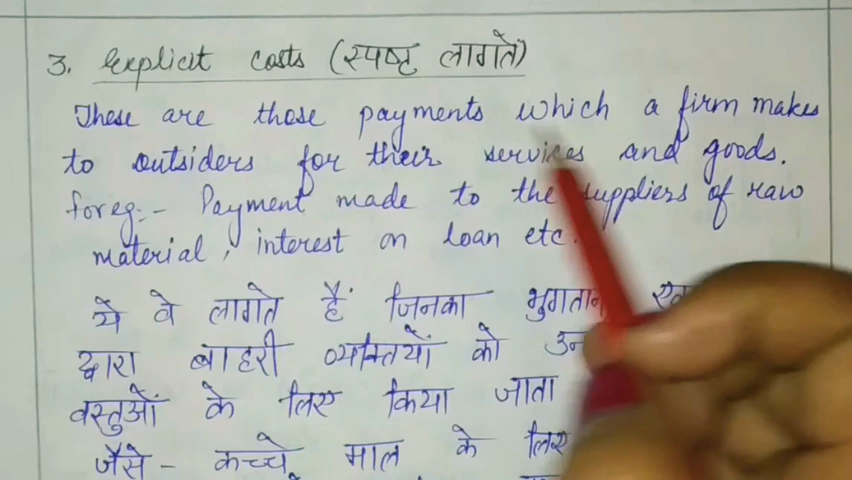 3. Explicit costs (स्पष्ट लागते)
These are those payments which a firm makes
to outsiders for their services and goods.
for eg:- Payment made to the suppliers of raw
material, interest on loan etc.
ये वे लागते हैं जिनका भुगतान
द्वारा बाहरी व्यक्तियों को
वस्तुओं के लिए किया जाता
जैसे - कच्चे माल के लिए